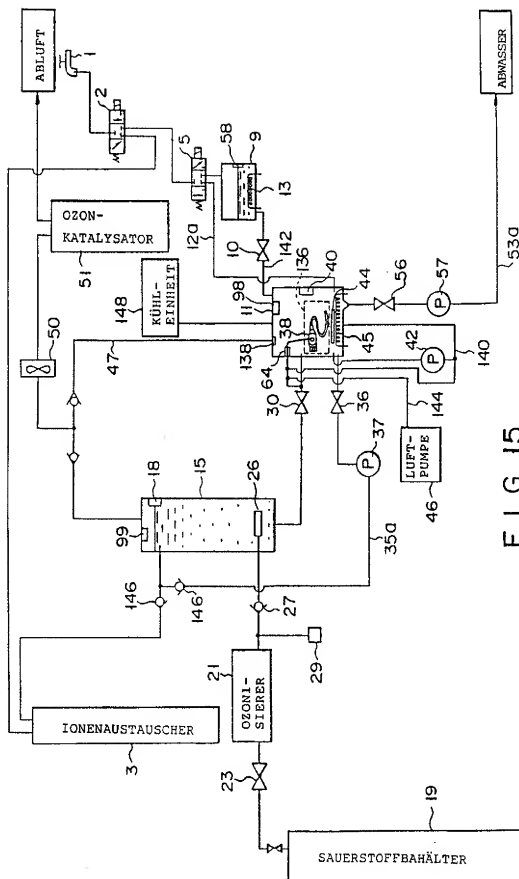 ABLUFT
1
2
OZON-
KATALYSATOR
51
50
5
12a
58
9
13
10
142
KÜHL-
EINHEIT
148
47
138
11
98
136
40
64
38
44
45
30
36
42
56
57
53a
ABWASSER
140
144
LUFT-
PUMPE
46
37
35a
99
18
15
26
146
146
27
29
21
OZONI-
SIERER
23
IONENAUSTAUSCHER
3
19
SAUERSTOFFBAHÄLTER
P
P
P
FIG. 15